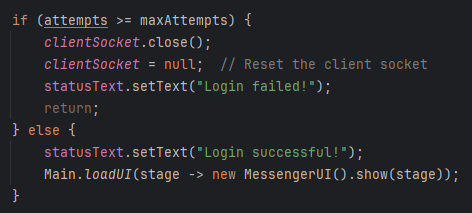 if (attempts >= maxAttempts) {
    clientSocket.close();
    clientSocket = null;  // Reset the client socket
    statusText.setText("Login failed!");
    return;
} else {
    statusText.setText("Login successful!");
    Main.loadUI(stage -> new MessengerUI().show(stage));
}